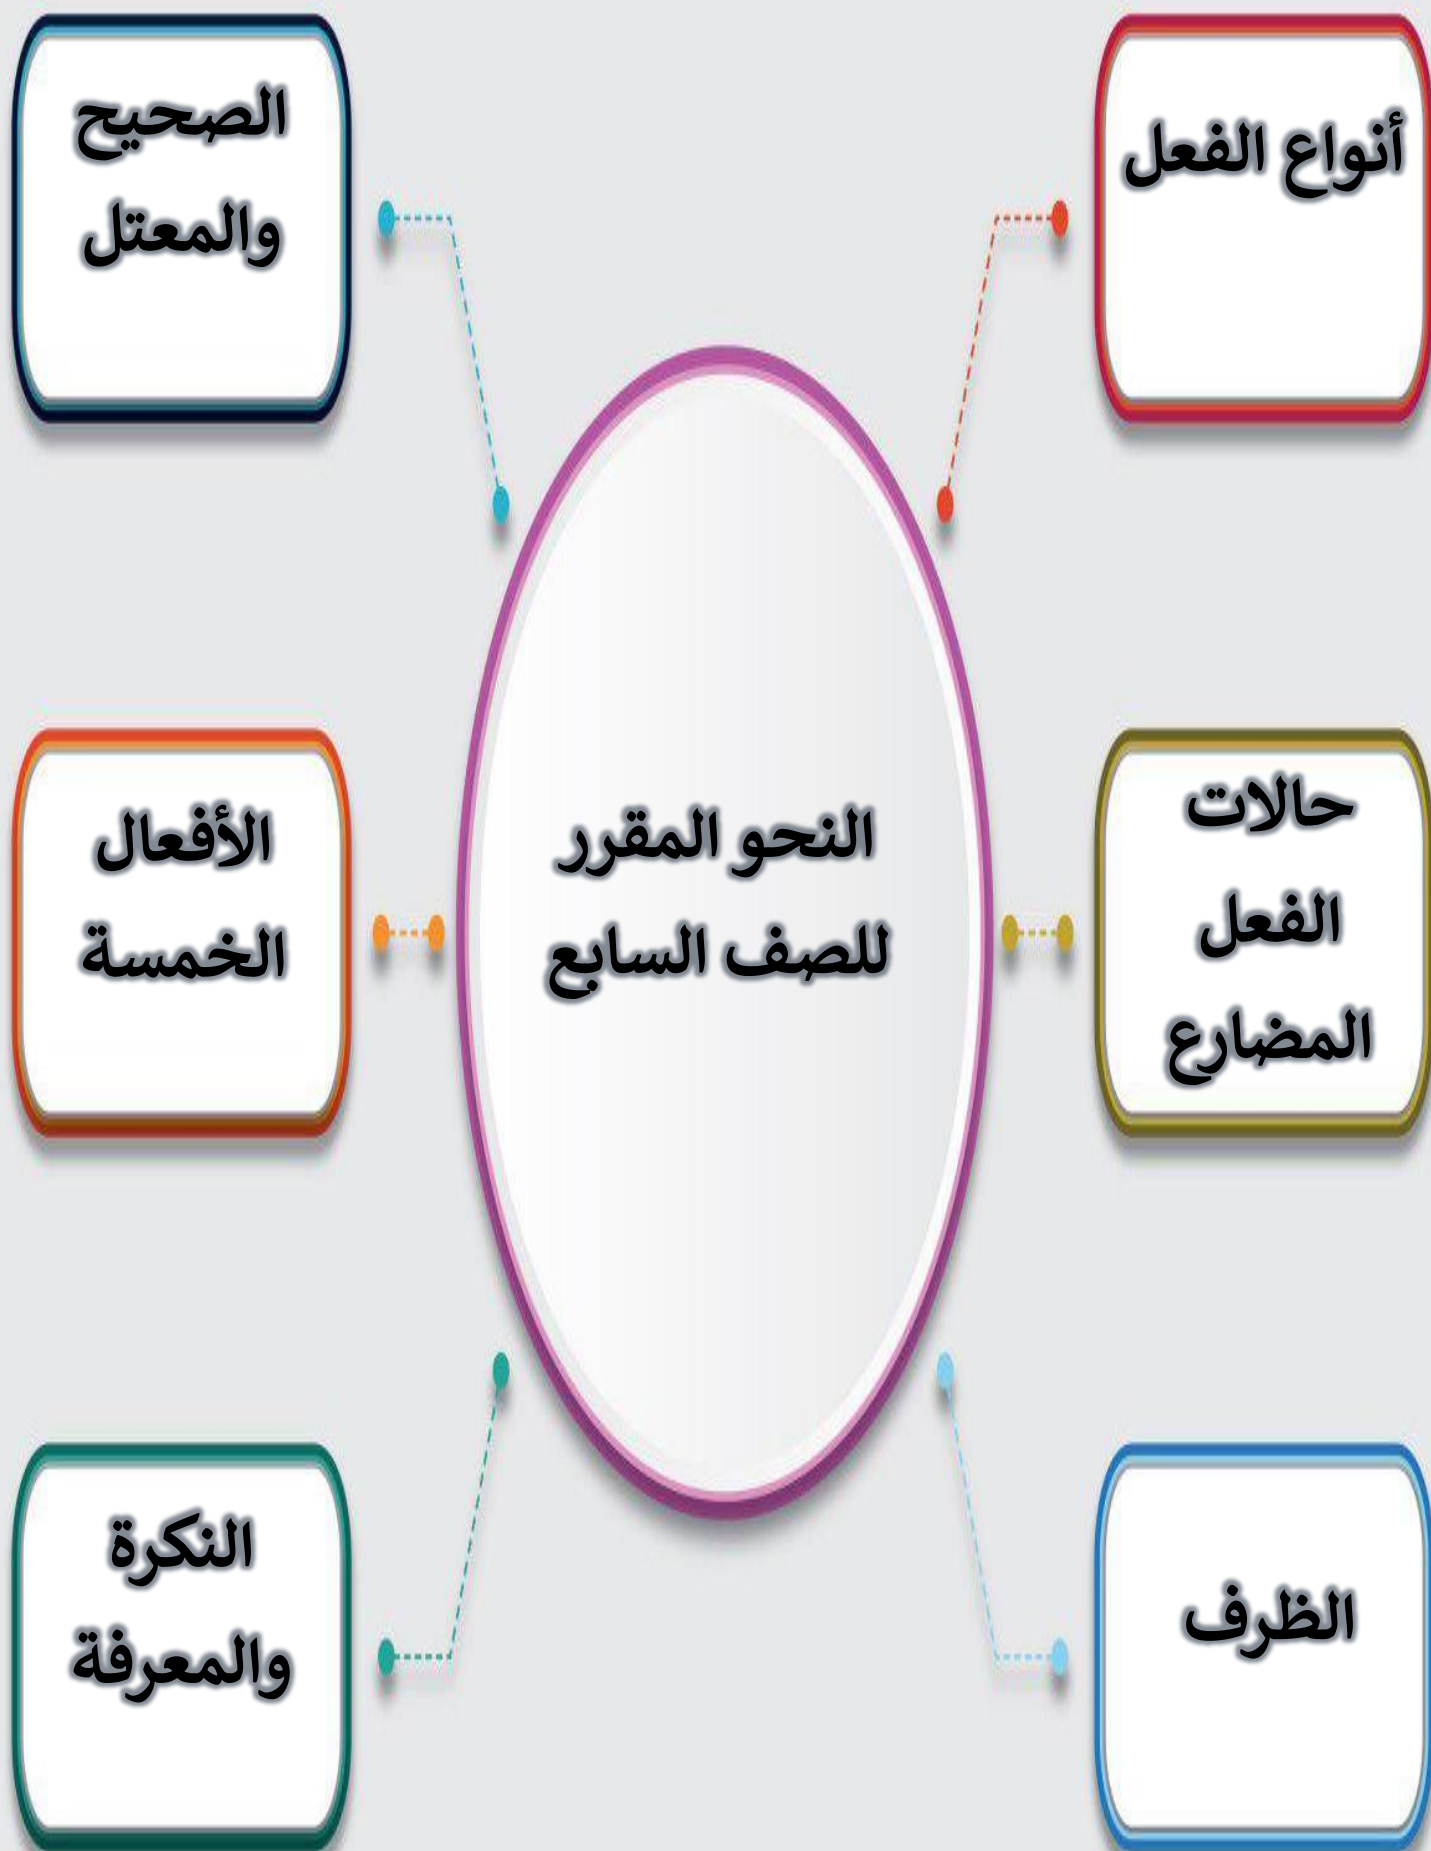 أنواع الفعل
الصحيح
والمعتل
النحو المقرر
للصف السابع
حالات
الفعل
المضارع
الأفعال
الخمسة
الظرف
النكرة
والمعرفة